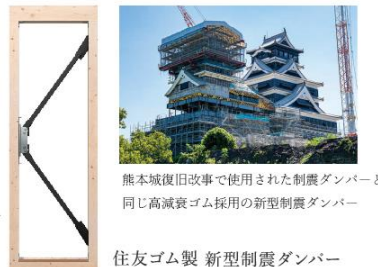 熊本城復旧改事で使用された制震ダンパーと
同じ高減衰ゴム採用の新型制震ダンパー
住友ゴム製 新型制震ダンパー